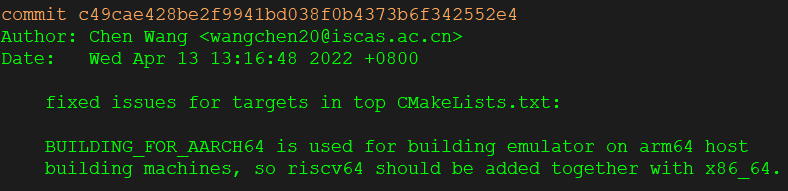 commit c49cae428be2f9941bd038f0b4373b6f342552e4
Author: Chen Wang <wangchen20@iscas.ac.cn>
Date:   Wed Apr 13 13:16:48 2022 +0800
fixed issues for targets in top CMakeLists.txt:
BUILDING_FOR_AARCH64 is used for building emulator on arm64 host
building machines, so riscv64 should be added together with x86_64.